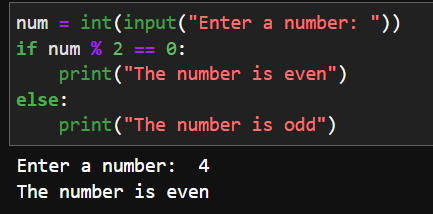 num = int(input("Enter a number: "))
if num % 2 == 0:
    print("The number is even")
else:
    print("The number is odd")
Enter a number:  4
The number is even